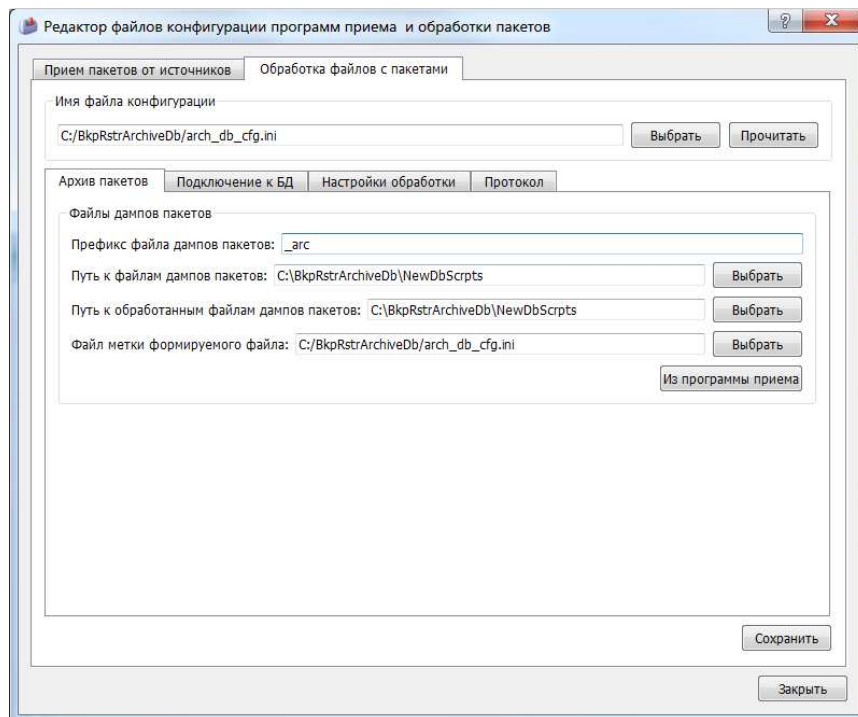 Редактор файлов конфигурации программ приема и обработки пакетов
Прием пакетов от источников Обработка файлов с пакетами
Имя файла конфигурации
C:/BkpRstrArchiveDb/arch_db_cfg.ini Выбрать Прочитать
Архив пакетов Подключение к БД Настройки обработки Протокол
Файлы дампов пакетов
Префикс файла дампов пакетов: _arc
Путь к файлам дампов пакетов: C:\BkpRstrArchiveDb\NewDbScrpts Выбрать
Путь к обработанным файлам дампов пакетов: C:\BkpRstrArchiveDb\NewDbScrpts Выбрать
Файл метки формируемого файла: C:/BkpRstrArchiveDb/arch_db_cfg.ini Выбрать
Из программы приема
Сохранить
Закрыть